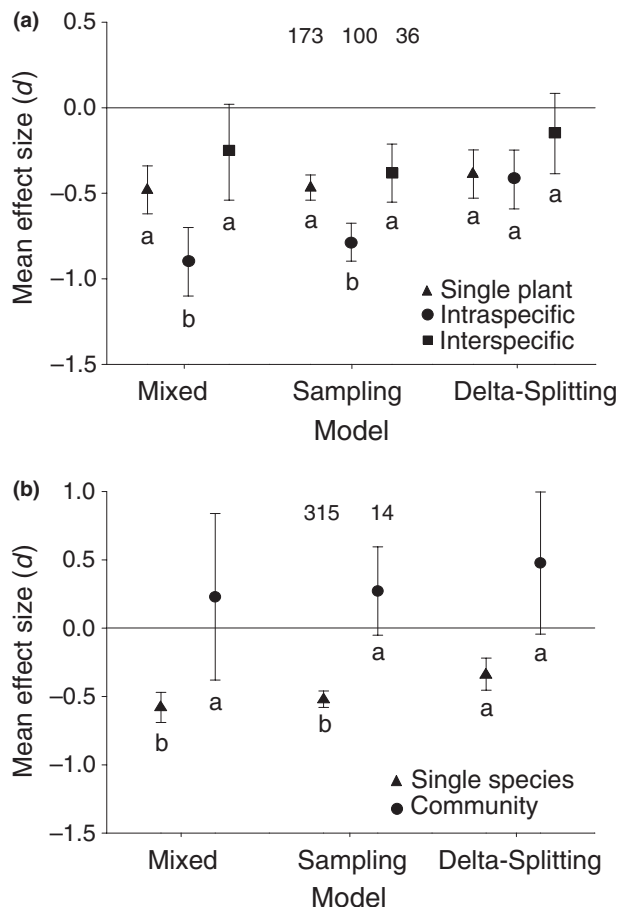 (a)
0.5
173 100 36
0.0
−0.5
a a a a a a
a
b b
−1.0
Single plant
Intraspecific
Interspecific
−1.5
Mean effect size (d)
Mixed Sampling Delta-Splitting
Model
(b)
1.0
315 14
0.5
0.0
a a a
−0.5
b b a
−1.0
Single species
Community
−1.5
Mean effect size (d)
Mixed Sampling Delta-Splitting
Model